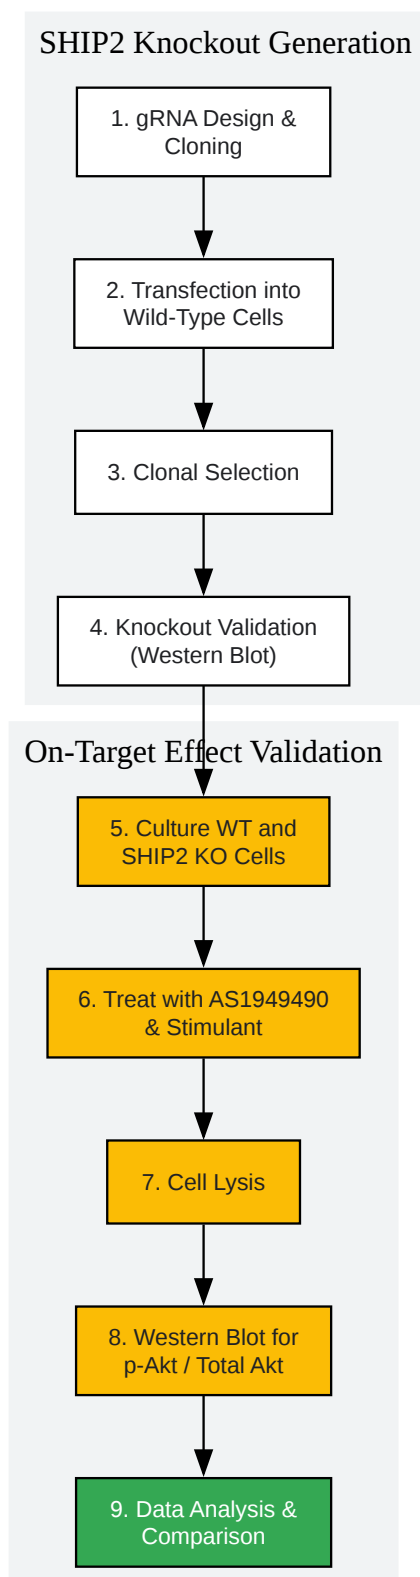 SHIP2 Knockout Generation
1. gRNA Design &
Cloning
2. Transfection into
Wild-Type Cells
3. Clonal Selection
4. Knockout Validation
(Western Blot)
On-Target Effect Validation
5. Culture WT and
SHIP2 KO Cells
6. Treat with AS1949490
& Stimulant
7. Cell Lysis
8. Western Blot for
p-Akt / Total Akt
9. Data Analysis &
Comparison